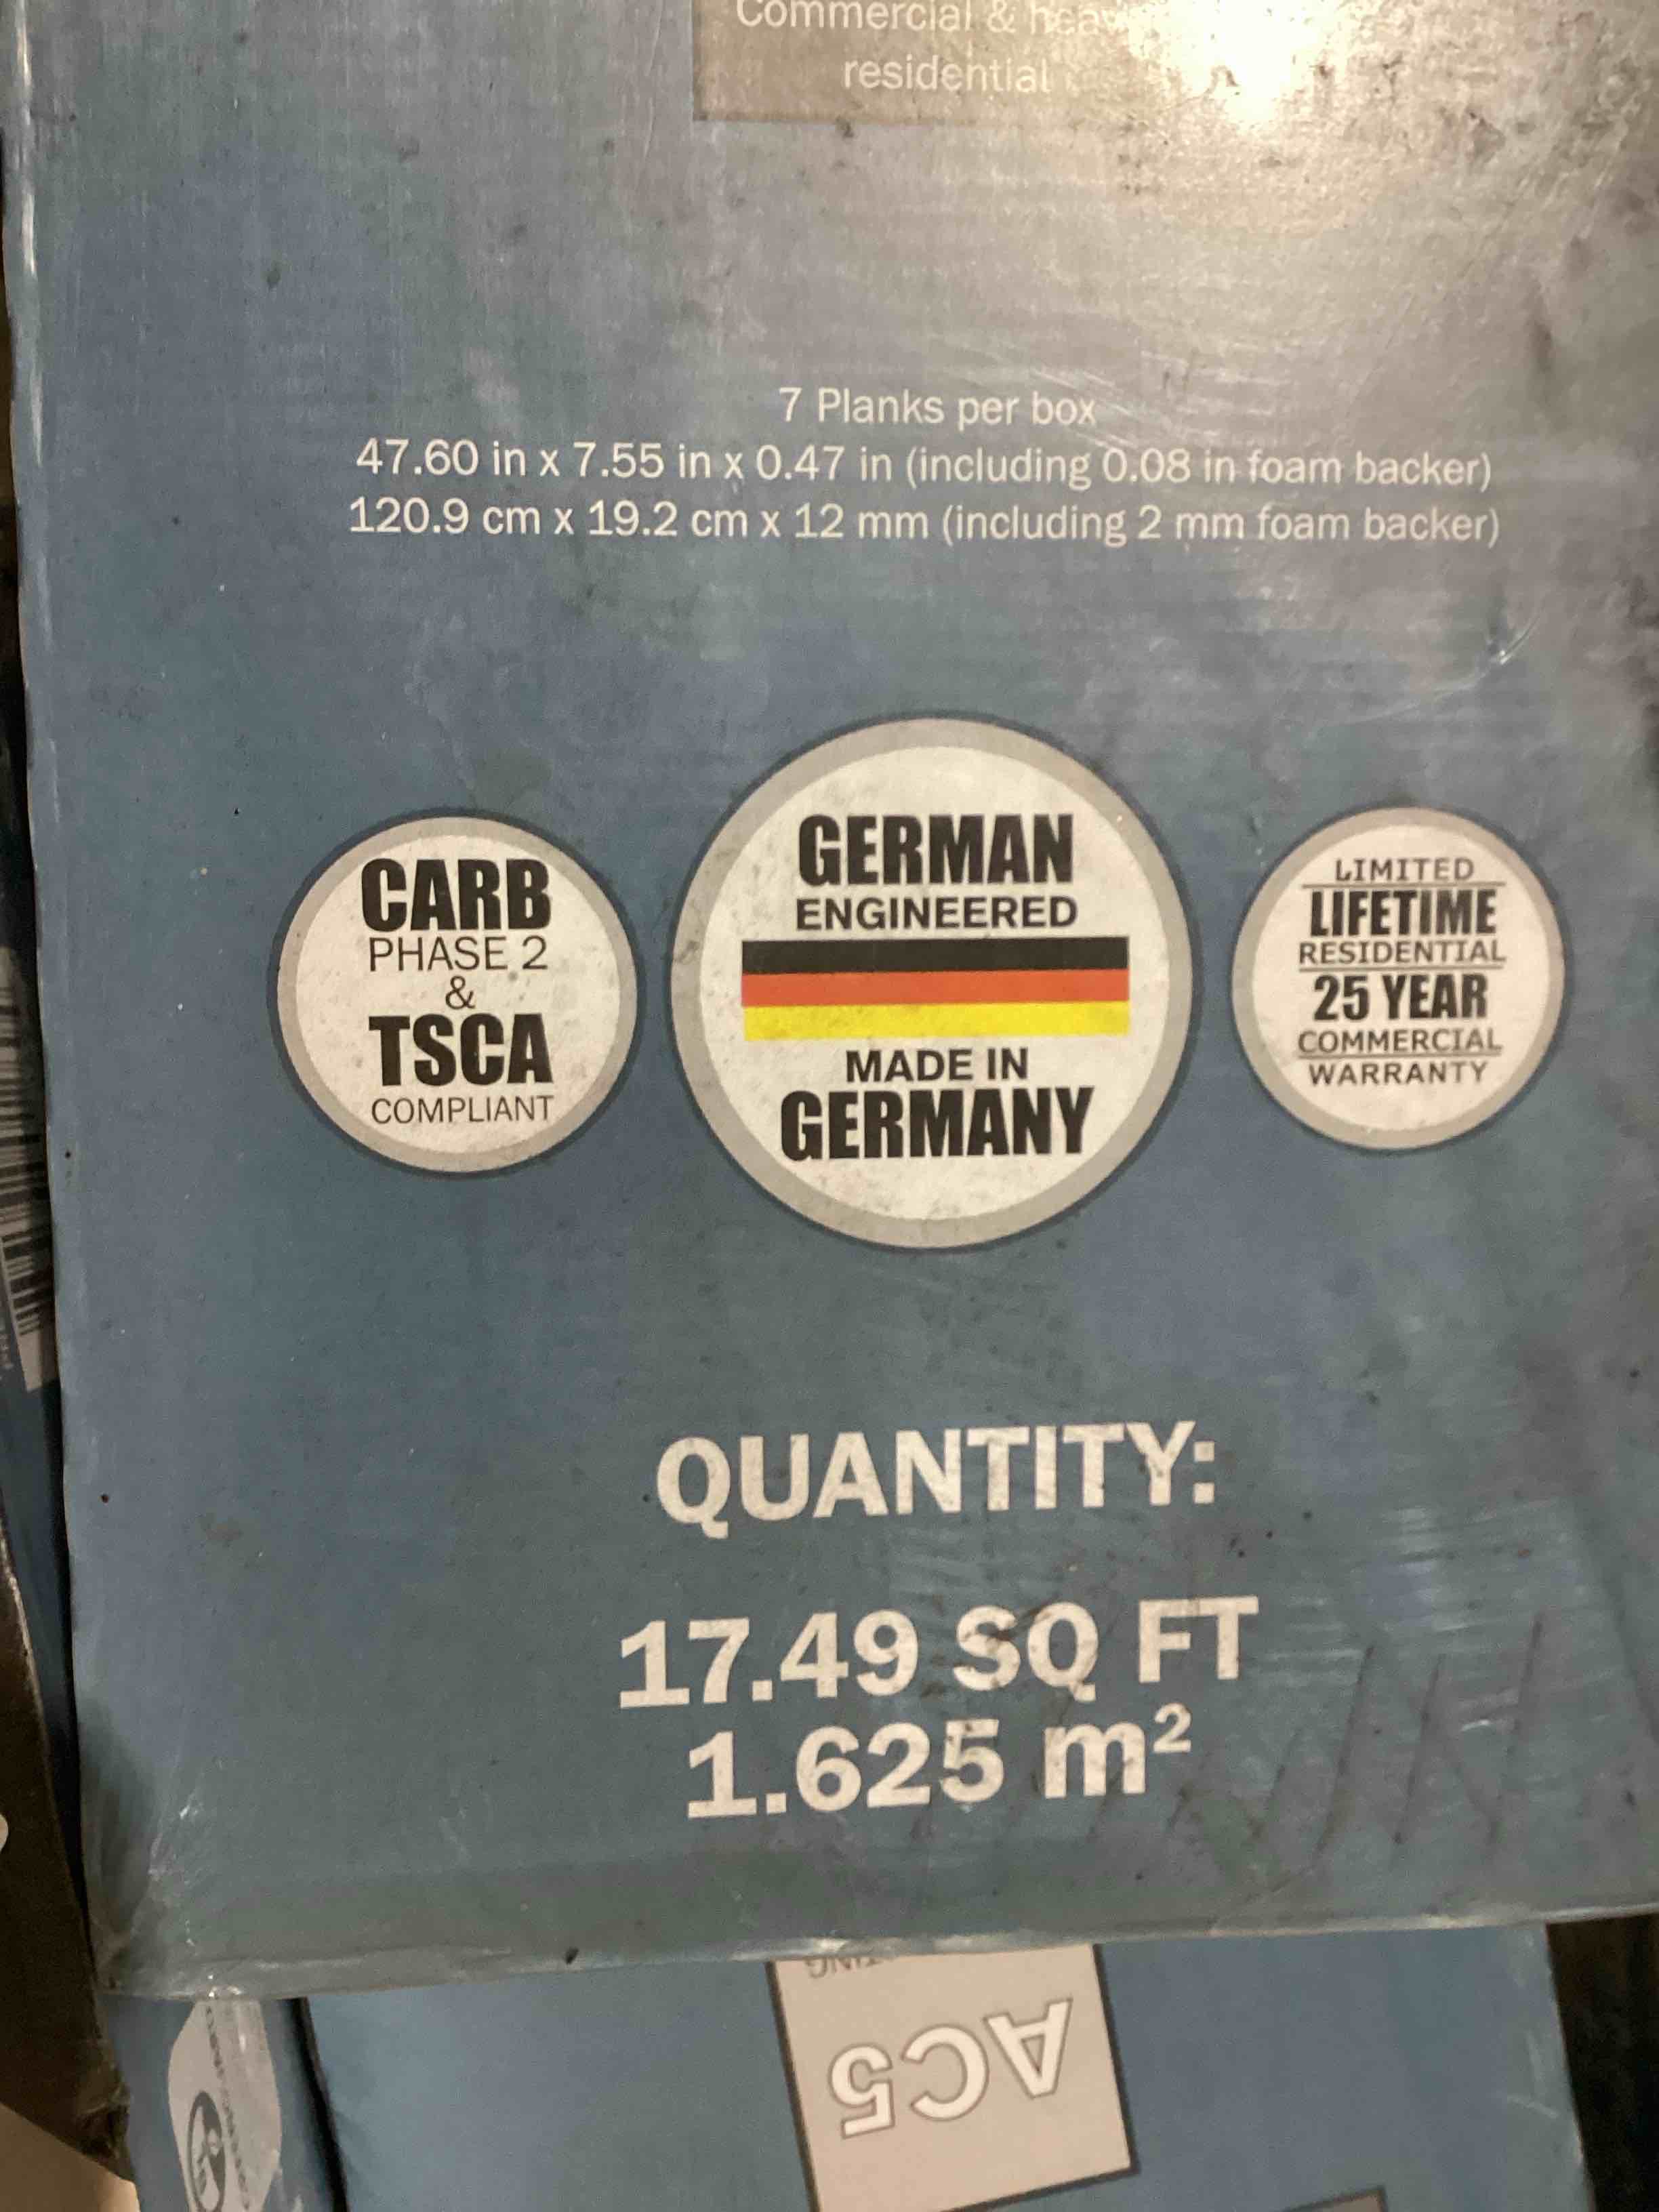 Commercial &
residential
7 Planks per box
47.60 in x 7.55 in x 0.47 in (including 0.08 in foam backer)
120.9 cm x 19.2 cm x 12 mm (including 2 mm foam backer)
CARB
PHASE 2
&
TSCA
COMPLIANT
GERMAN
ENGINEERED
MADE IN
GERMANY
LIMITED
LIFETIME
RESIDENTIAL
25 YEAR
COMMERCIAL
WARRANTY
QUANTITY:
17.49 SQ FT
1.625 m²
AC5